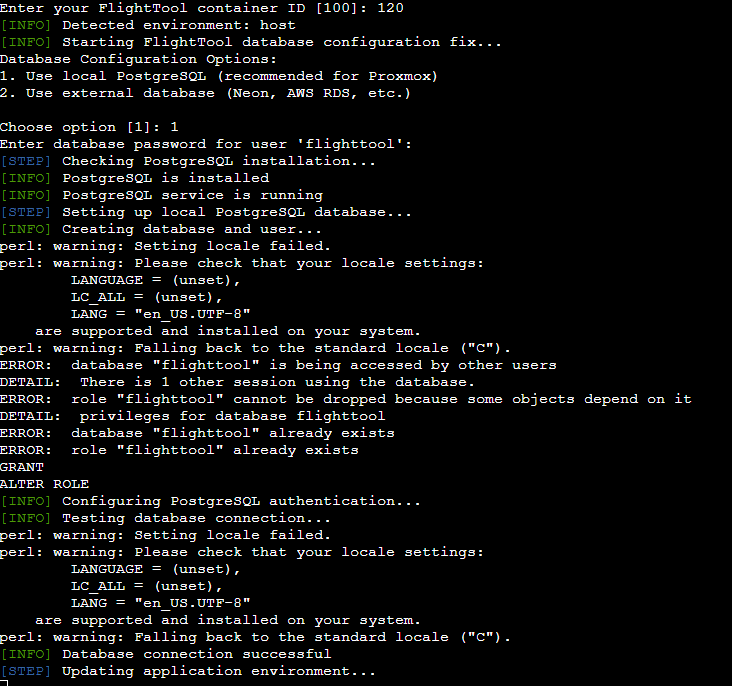 Enter your FlightTool container ID [100]: 120
[INFO] Detected environment: host
[INFO] Starting FlightTool database configuration fix...
Database Configuration Options:
1. Use local PostgreSQL (recommended for Proxmox)
2. Use external database (Neon, AWS RDS, etc.)
Choose option [1]: 1
Enter database password for user 'flighttool':
[STEP] Checking PostgreSQL installation...
[INFO] PostgreSQL is installed
[INFO] PostgreSQL service is running
[STEP] Setting up local PostgreSQL database...
[INFO] Creating database and user...
perl: warning: Setting locale failed.
perl: warning: Please check that your locale settings:
        LANGUAGE = (unset),
        LC_ALL = (unset),
        LANG = "en_US.UTF-8"
    are supported and installed on your system.
perl: warning: Falling back to the standard locale ("C").
ERROR:  database "flighttool" is being accessed by other users
DETAIL:  There is 1 other session using the database.
ERROR:  role "flighttool" cannot be dropped because some objects depend on it
DETAIL:  privileges for database flighttool
ERROR:  database "flighttool" already exists
ERROR:  role "flighttool" already exists
GRANT
ALTER ROLE
[INFO] Configuring PostgreSQL authentication...
[INFO] Testing database connection...
perl: warning: Setting locale failed.
perl: warning: Please check that your locale settings:
        LANGUAGE = (unset),
        LC_ALL = (unset),
        LANG = "en_US.UTF-8"
    are supported and installed on your system.
perl: warning: Falling back to the standard locale ("C").
[INFO] Database connection successful
[STEP] Updating application environment...